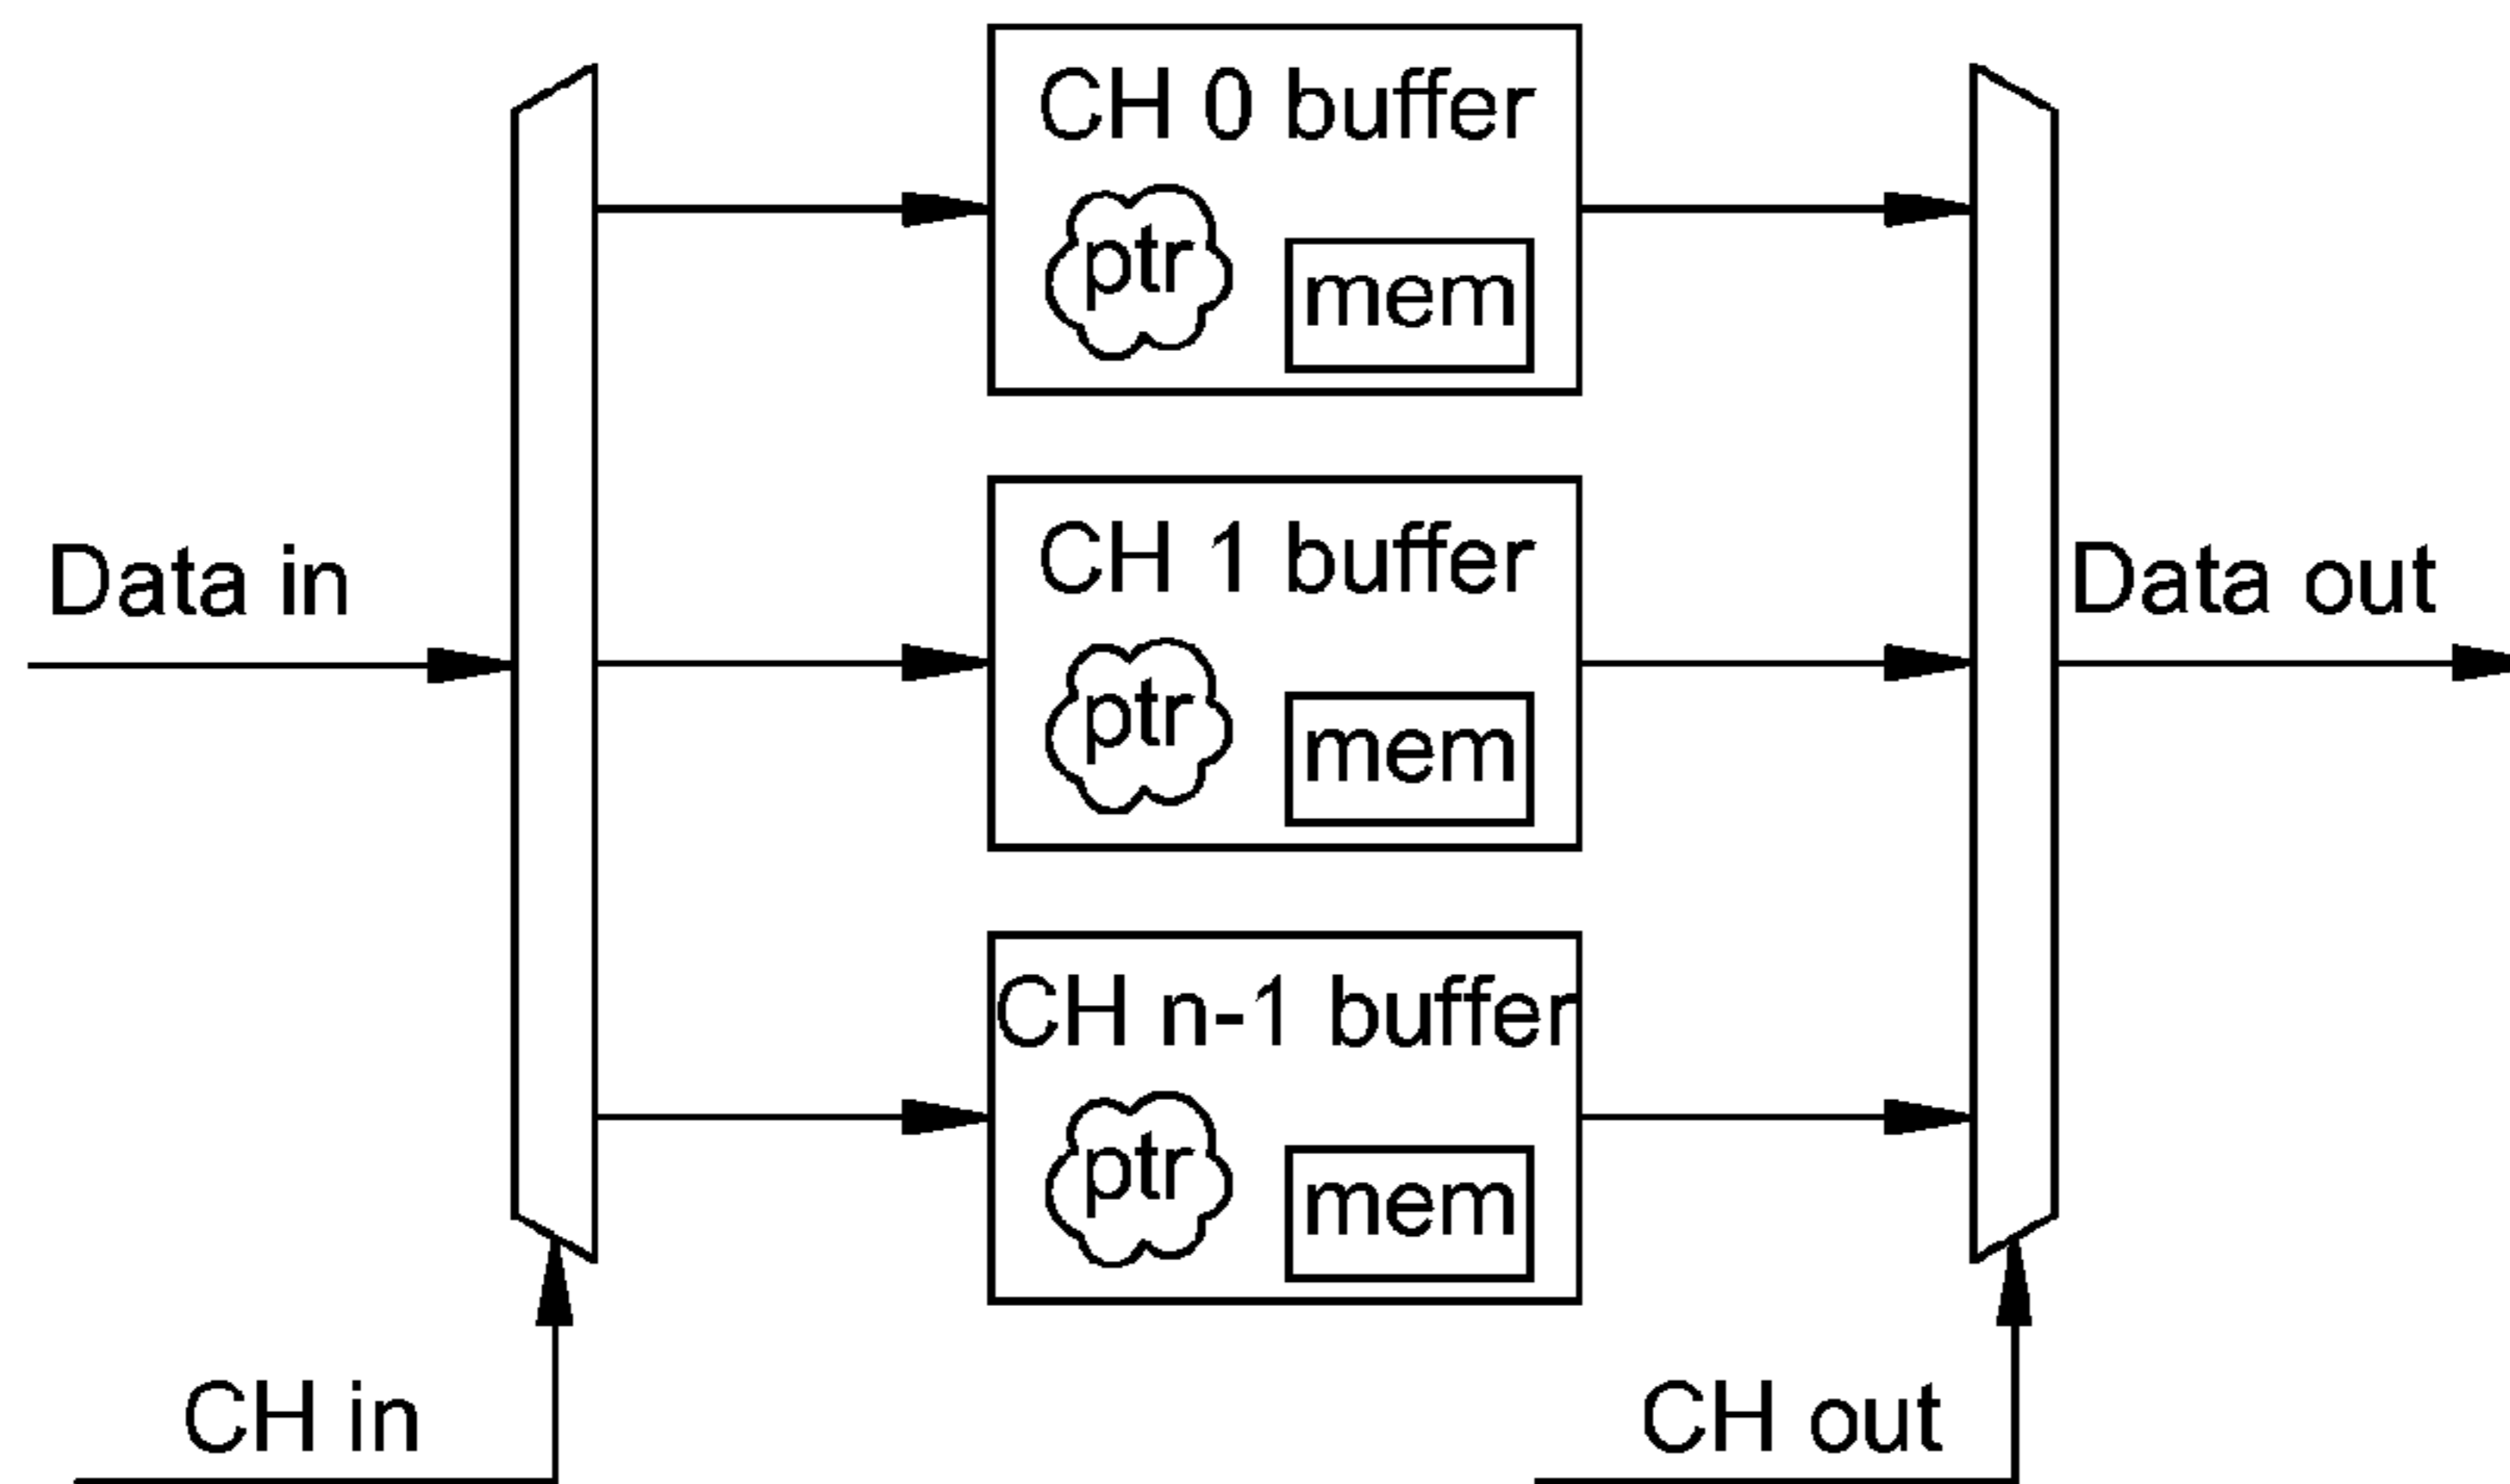 CH 0 buffer
ptr
mem
Data in
CH 1 buffer
ptr
mem
Data out
CH n-1 buffer
ptr
mem
CH in
CH out